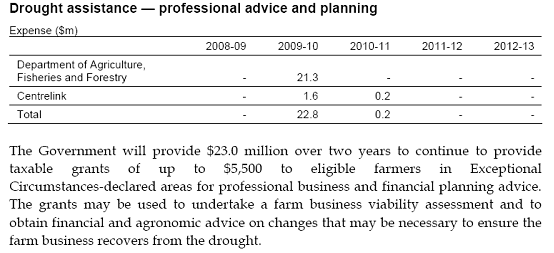 Drought assistance — professional advice and planning
Expense ($m)
2008-09 2009-10 2010-11 2011-12 2012-13
Department of Agriculture,
Fisheries and Forestry - 21.3 - - -
Centrelink - 1.6 0.2 - -
Total - 22.8 0.2 - -
The Government will provide $23.0 million over two years to continue to provide
taxable grants of up to $5,500 to eligible farmers in Exceptional
Circumstances-declared areas for professional business and financial planning advice.
The grants may be used to undertake a farm business viability assessment and to
obtain financial and agronomic advice on changes that may be necessary to ensure the
farm business recovers from the drought.